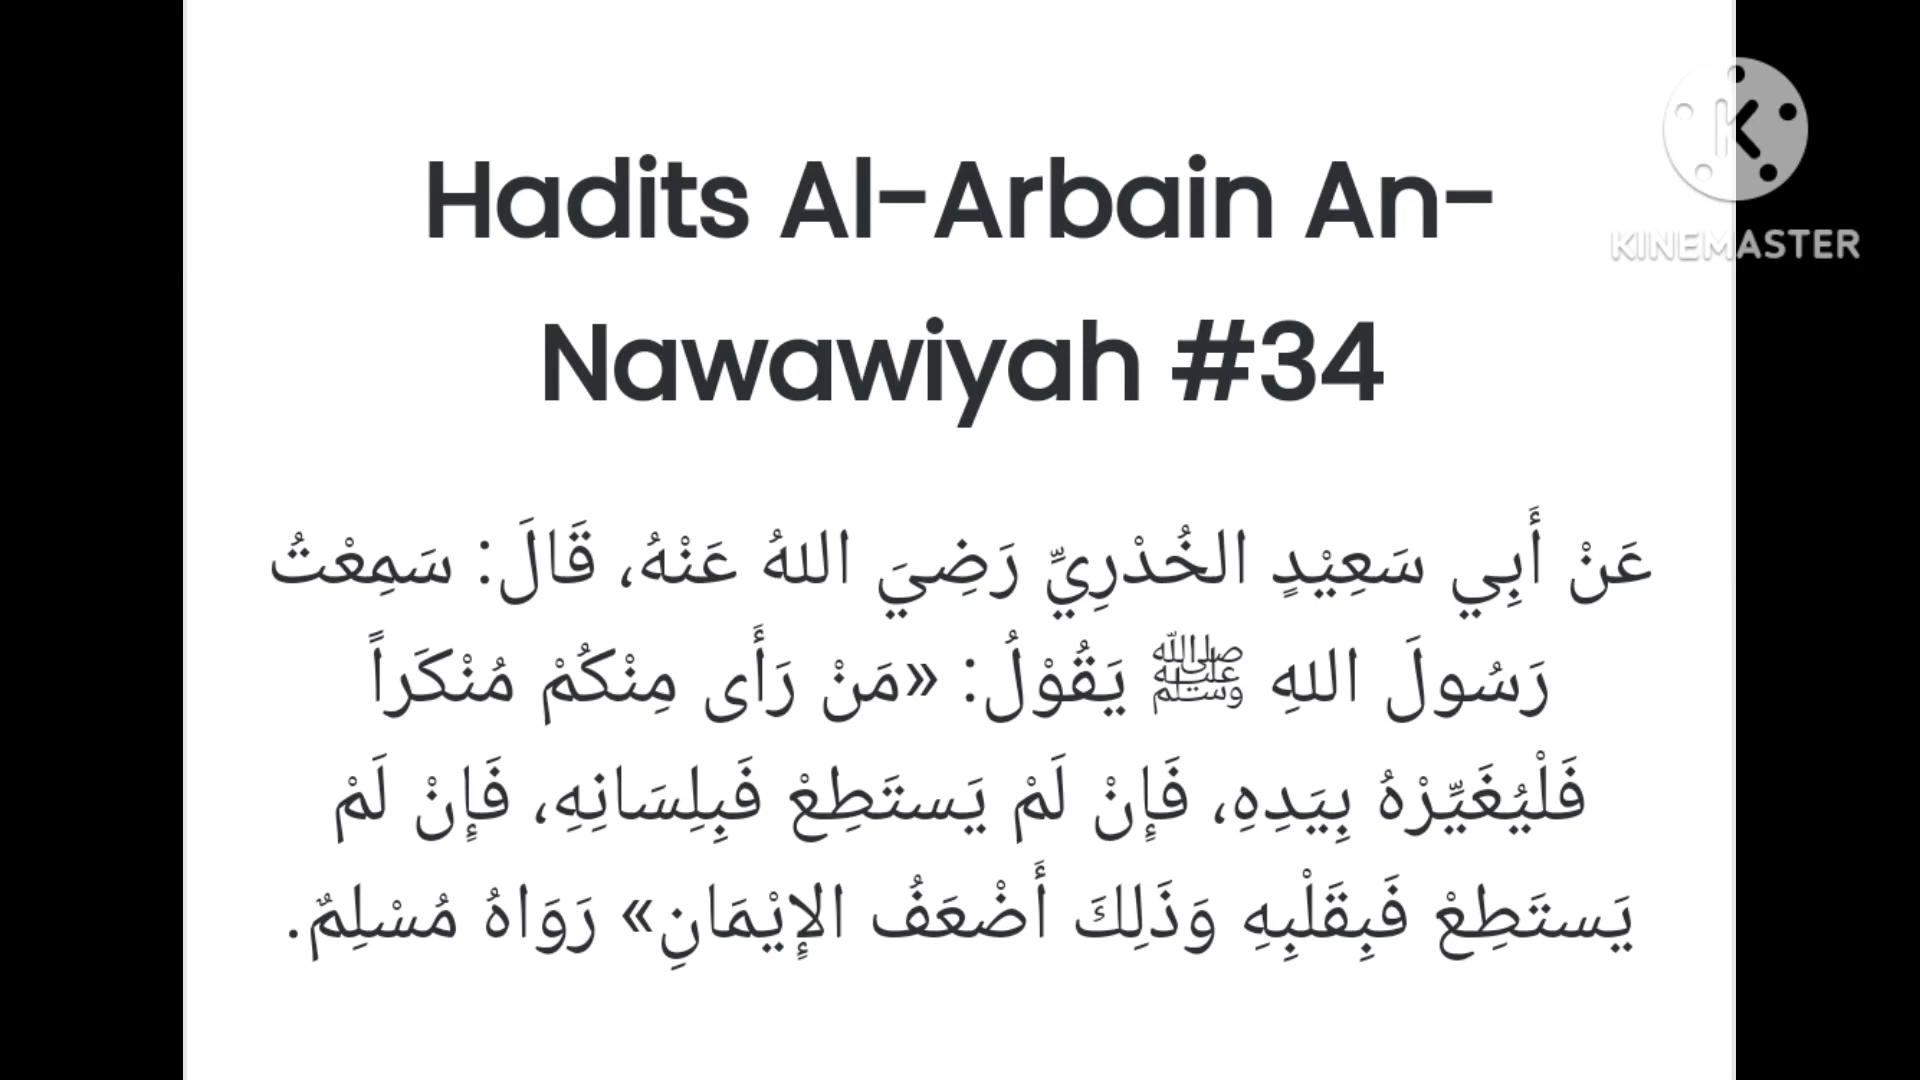 Hadits Al-Arbain An-
Nawawiyah #34
KINEMASTER
عَنْ أَبِي سَعِيْدٍ الخُدْرِيِّ رَضِيَ اللهُ عَنْهُ، قَالَ: سَمِعْتُ
رَسُولَ اللهِ ﷺ يَقُوْلُ: «مَنْ رَأَى مِنْكُمْ مُنْكَراً
فَلْيُغَيِّرْهُ بِيَدِهِ، فَإِنْ لَمْ يَستَطِعْ فَبِلِسَانِهِ، فَإِنْ لَمْ
يَستَطِعْ فَبِقَلْبِهِ وَذَلِكَ أَضْعَفُ الإِيْمَانِ» رَوَاهُ مُسْلِمٌ.